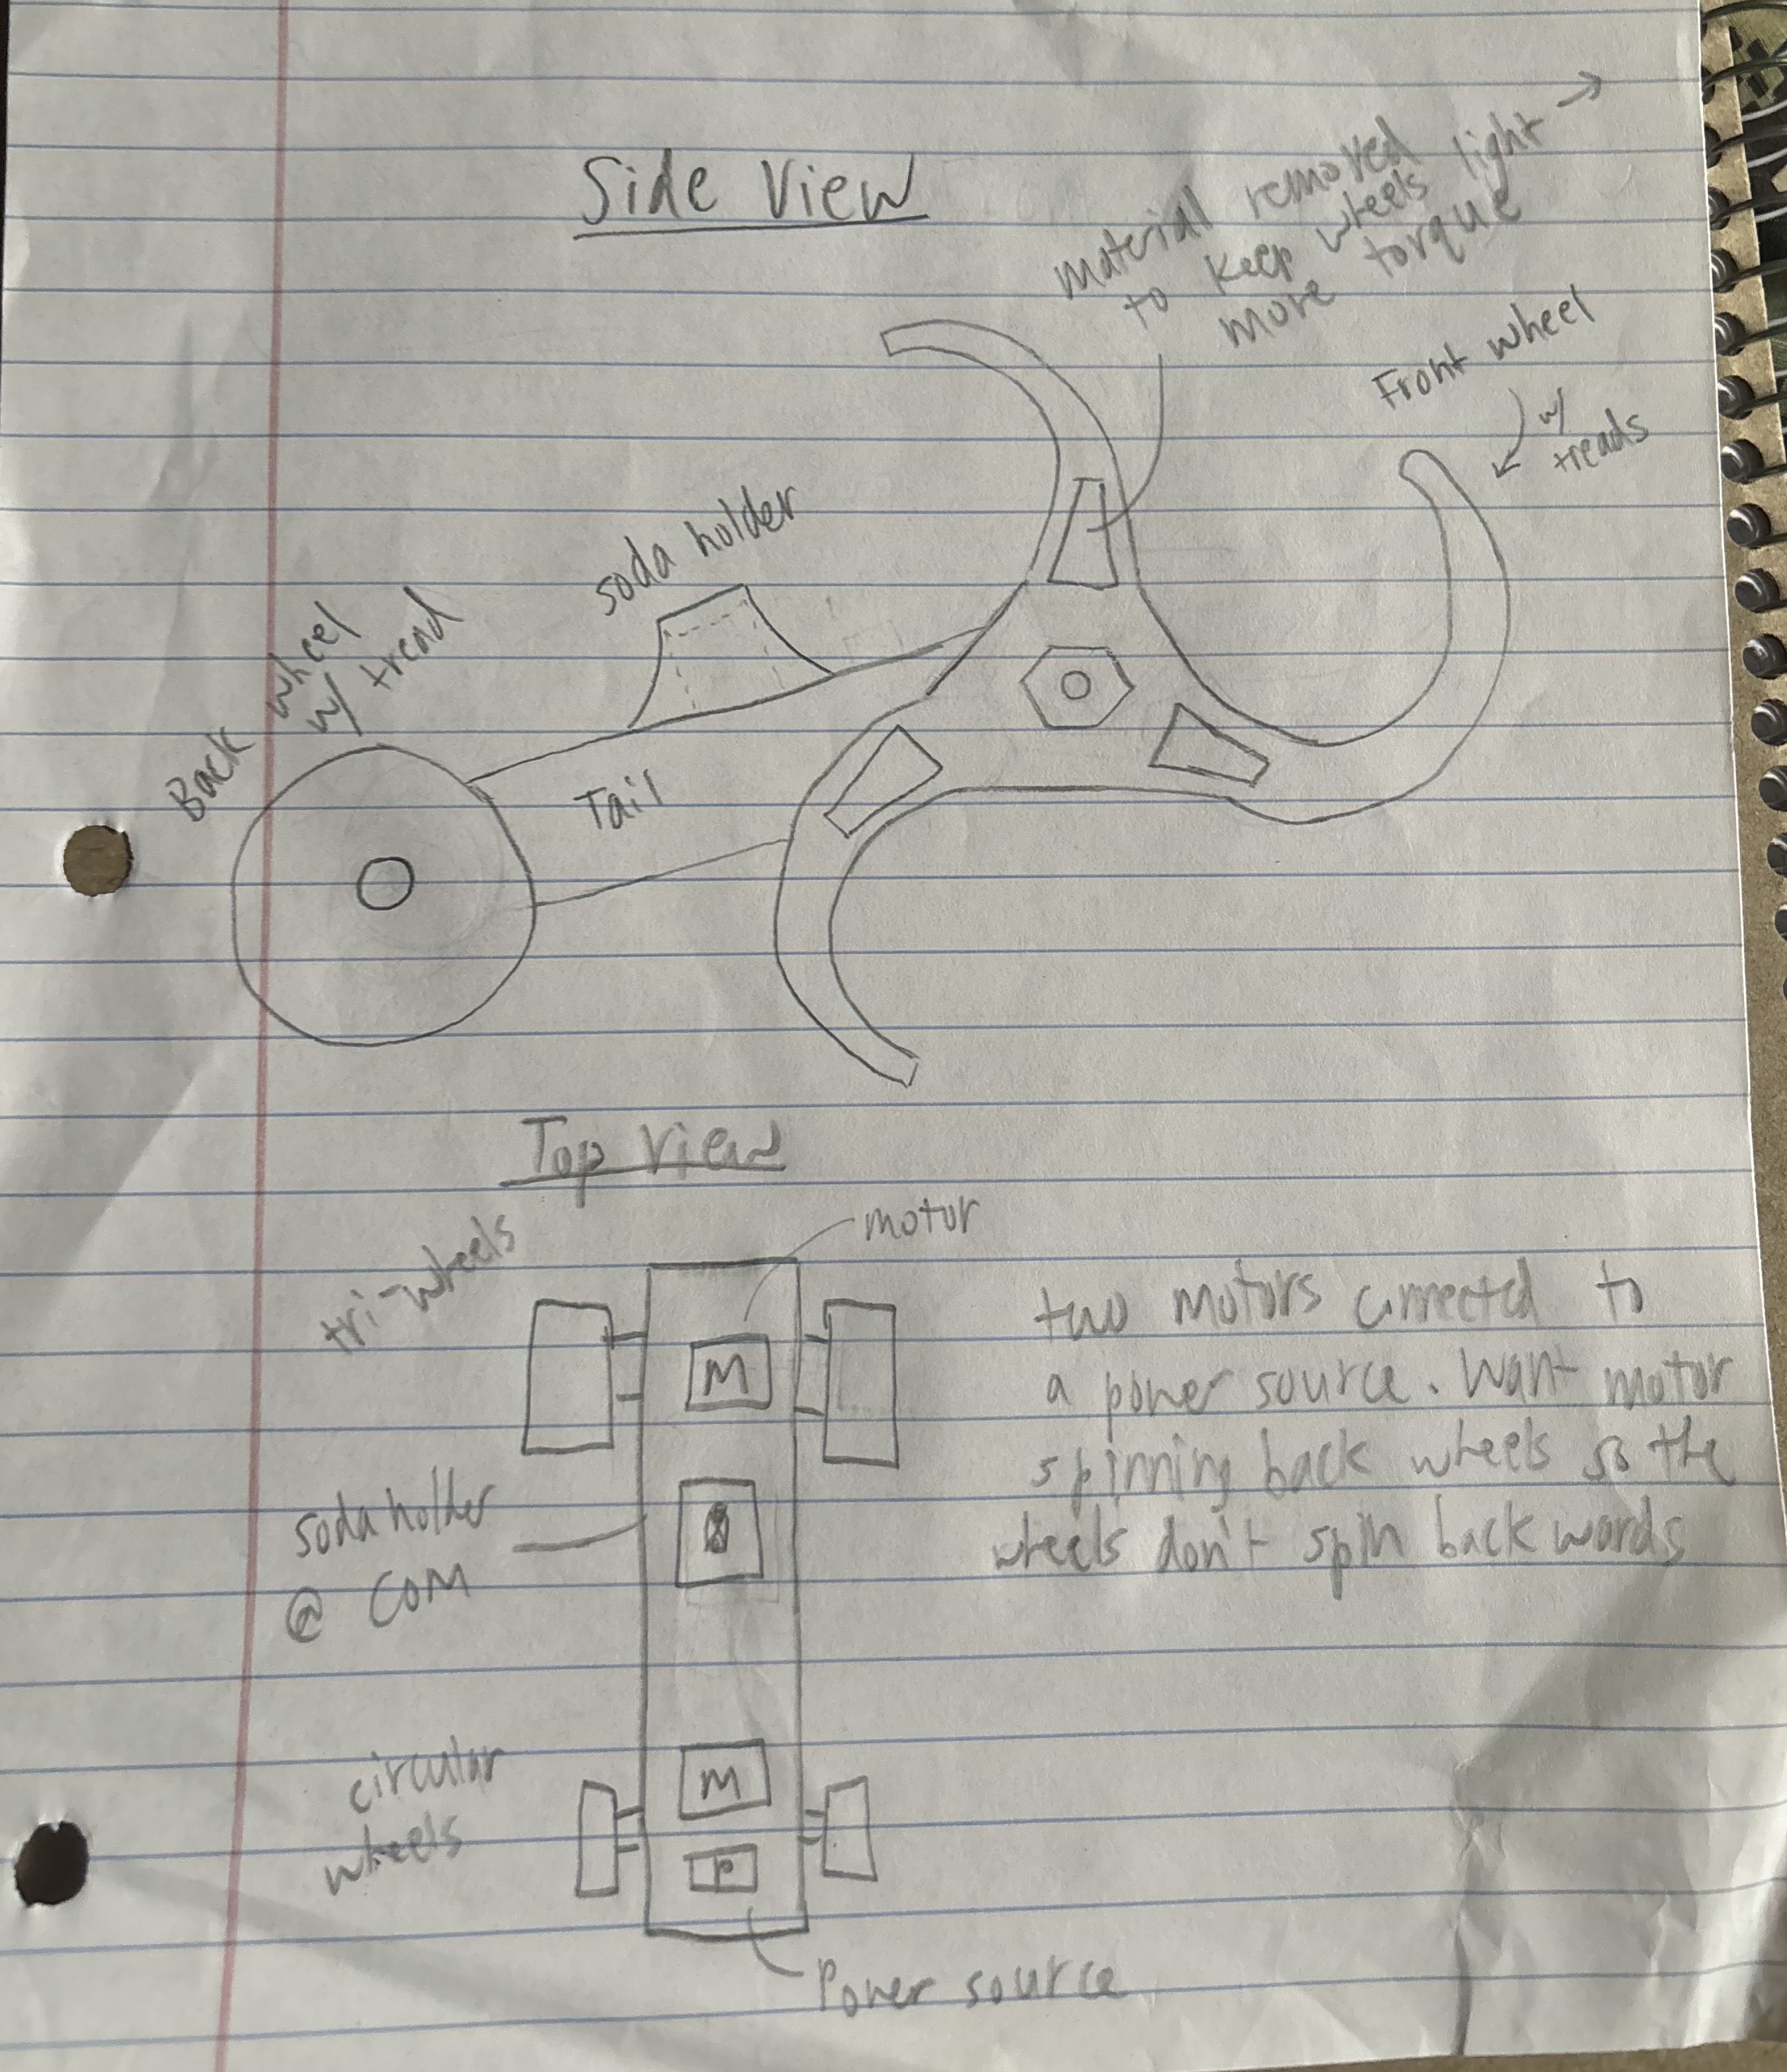 Side View
material removed
to keep wheels light →
more torque
Front wheel
w/
treads
soda holder
Back wheel
w/ tread
Tail
Top View
motor
tri-wheels
M
two motors connected to
a power source. Want motor
spinning back wheels so the
wheels don't spin backwards
soda holder
@ COM
M
circular
wheels
P
Power source